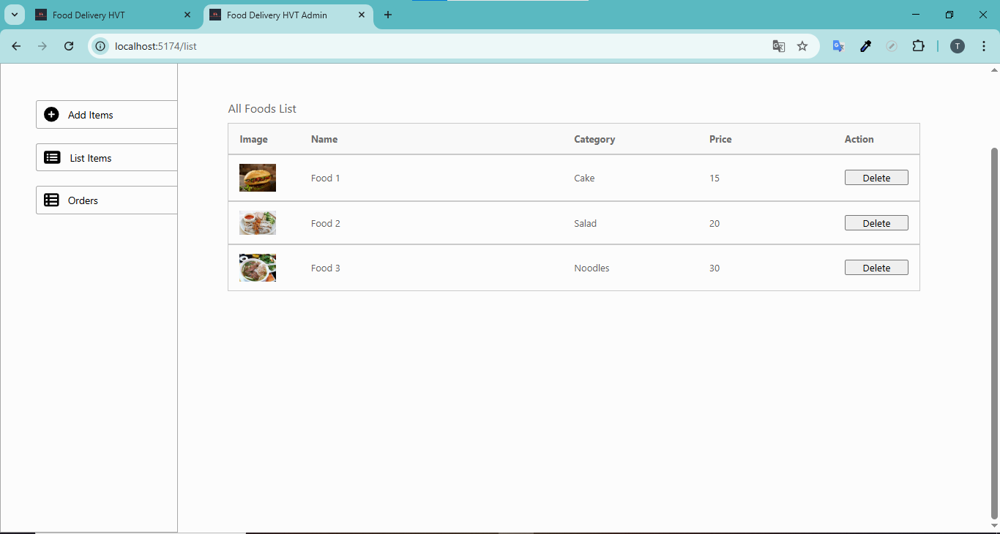 Food Delivery HVT
Food Delivery HVT Admin
localhost:5174/list
T
Add Items
List Items
Orders
All Foods List
Image Name Category Price Action
Food 1 Cake 15 Delete
Food 2 Salad 20 Delete
Food 3 Noodles 30 Delete